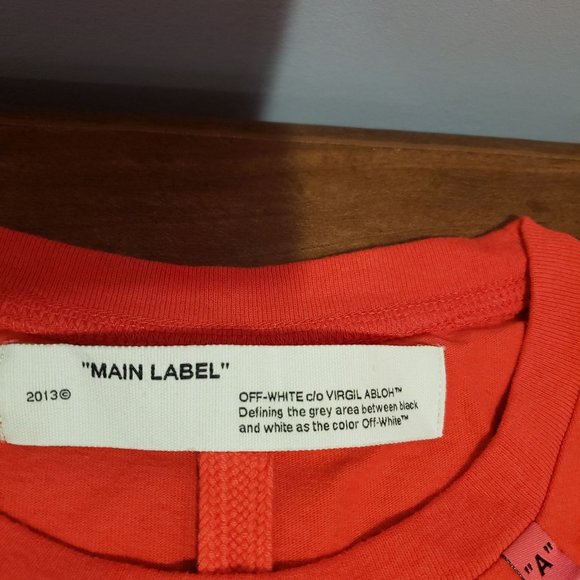 "MAIN LABEL"
2013©
OFF-WHITE c/o VIRGIL ABLOH™
Defining the grey area between black
and white as the color Off-White™
"A"